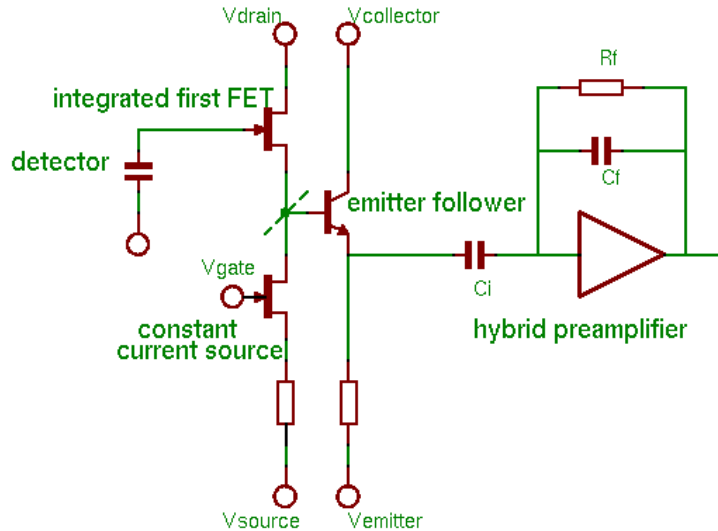 Vdrain
Vcollector
Rf
integrated first FET
detector
Cf
emitter follower
Vgate
Ci
constant
current source
hybrid preamplifier
Vsource
Vemitter